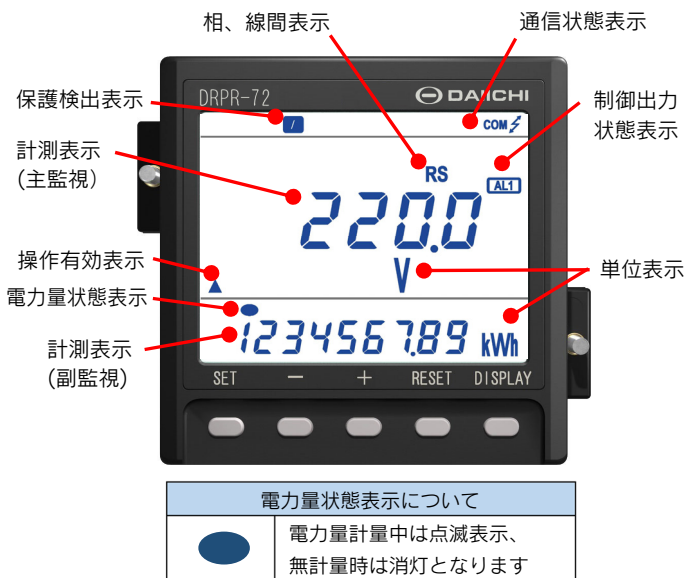 相、線間表示
通信状態表示
保護検出表示
DRPR-72
DAIICHI
制御出力
状態表示
COM
計測表示
(主監視)
RS
AL1
220.0
操作有効表示
V
単位表示
電力量状態表示
計測表示
(副監視)
1234567.89 kWh
SET － ＋ RESET DISPLAY
電力量状態表示について
電力量計量中は点滅表示、
無計量時は消灯となります